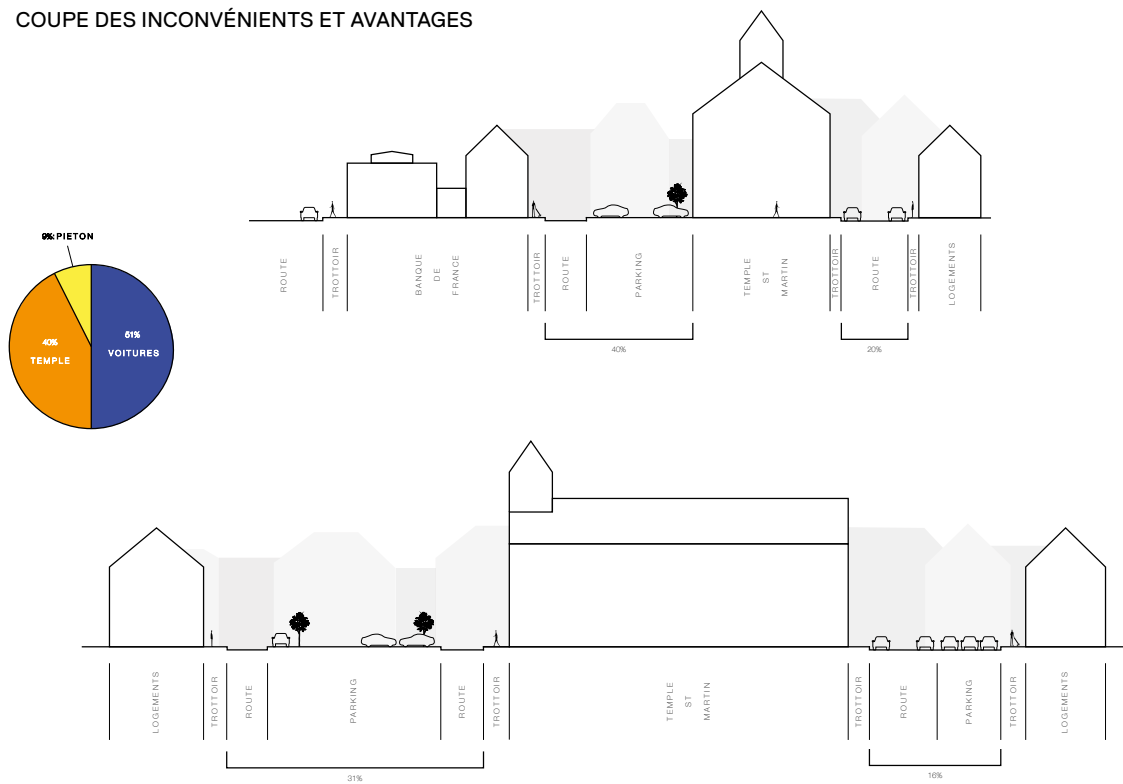 COUPE DES INCONVÉNIENTS ET AVANTAGES
ROUTE
TROTTOIR
BANQUE
DE
FRANCE
TROTTOIR
ROUTE
PARKING
TEMPLE
ST
MARTIN
TROTTOIR
ROUTE
TROTTOIR
LOGEMENTS
40%
20%
9% PIETON
40%
TEMPLE
51%
VOITURES
LOGEMENTS
TROTTOIR
ROUTE
PARKING
ROUTE
TROTTOIR
TEMPLE
ST
MARTIN
TROTTOIR
ROUTE
PARKING
TROTTOIR
LOGEMENTS
31%
16%